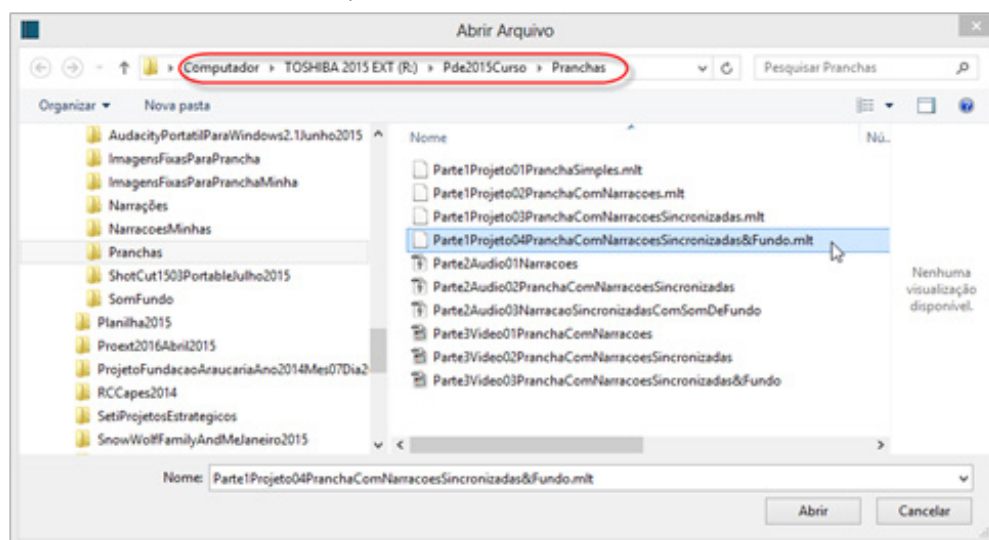 Abrir Arquivo
Computador ▸ TOSHIBA 2015 EXT (R:) ▸ Pde2015Curso ▸ Pranchas
Pesquisar Pranchas
Organizar
Nova pasta
AudacityPortatilParaWindows2.1Junho2015
ImagensFixasParaPrancha
ImagensFixasParaPranchaMinha
Narrações
NarracoesMinhas
Pranchas
ShotCut1503PortableJulho2015
SomFundo
Planilha2015
Proext2016Abril2015
ProjetoFundacaoAraucariaAno2014Mes07Dia2
RCCapes2014
SetiProjetosEstrategicos
SnowWolfFamilyAndMeJaneiro2015
Nome
Nú..
Parte1Projeto01PranchaSimples.mlt
Parte1Projeto02PranchaComNarracoes.mlt
Parte1Projeto03PranchaComNarracoesSincronizadas.mlt
Parte1Projeto04PranchaComNarracoesSincronizadas&Fundo.mlt
Parte2Audio01Narracoes
Parte2Audio02PranchaComNarracoesSincronizadas
Parte2Audio03NarracaoSincronizadasComSomDeFundo
Parte3Video01PranchaComNarracoes
Parte3Video02PranchaComNarracoesSincronizadas
Parte3Video03PranchaComNarracoesSincronizadas&Fundo
Nenhuma
visualização
disponível.
Nome: Parte1Projeto04PranchaComNarracoesSincronizadas&Fundo.mlt
Abrir
Cancelar